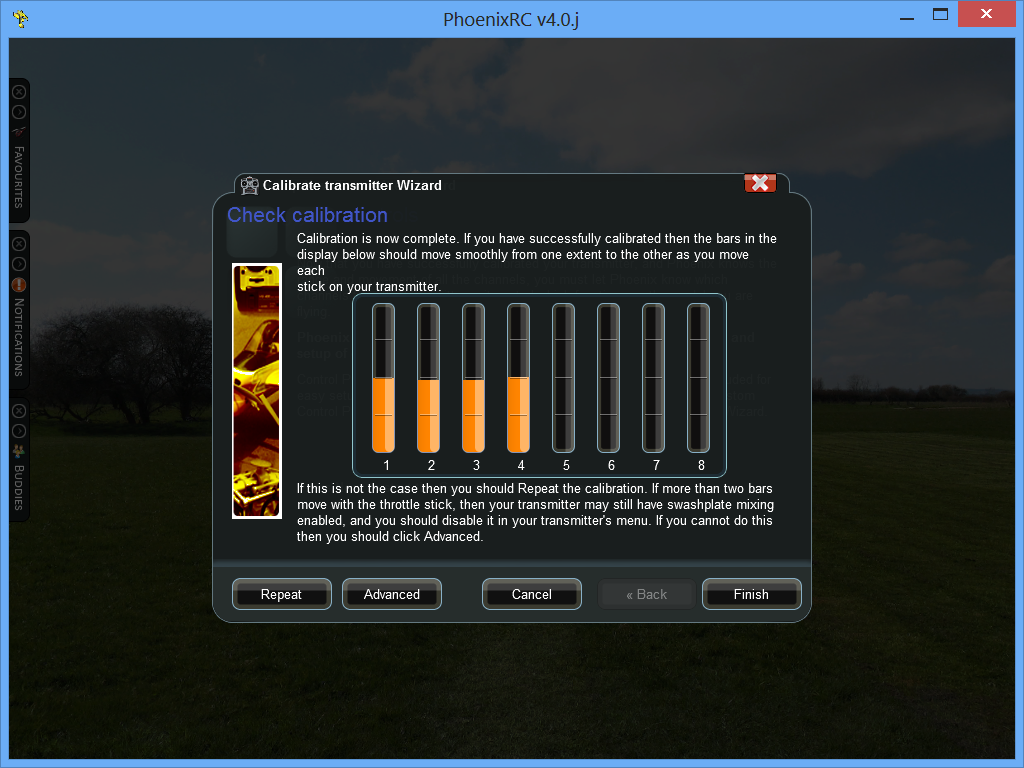 PhoenixRC v4.0.j
FAVOURITES
NOTIFICATIONS
BUDDIES
Calibrate transmitter Wizard
Check calibration
Calibration is now complete. If you have successfully calibrated then the bars in the
display below should move smoothly from one extent to the other as you move
each
stick on your transmitter.
1 2 3 4 5 6 7 8
If this is not the case then you should Repeat the calibration. If more than two bars
move with the throttle stick, then your transmitter may still have swashplate mixing
enabled, and you should disable it in your transmitter's menu. If you cannot do this
then you should click Advanced.
Repeat Advanced Cancel « Back Finish